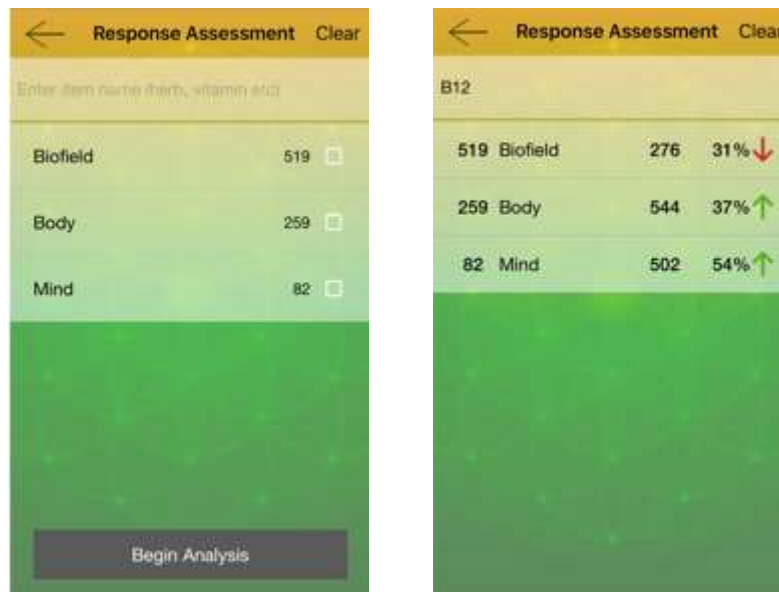 Response Assessment Clear
Enter item name (herb, vitamin etc)
Biofield 519
Body 259
Mind 82
Begin Analysis
Response Assessment Clear
B12
519 Biofield 276 31%
259 Body 544 37%
82 Mind 502 54%